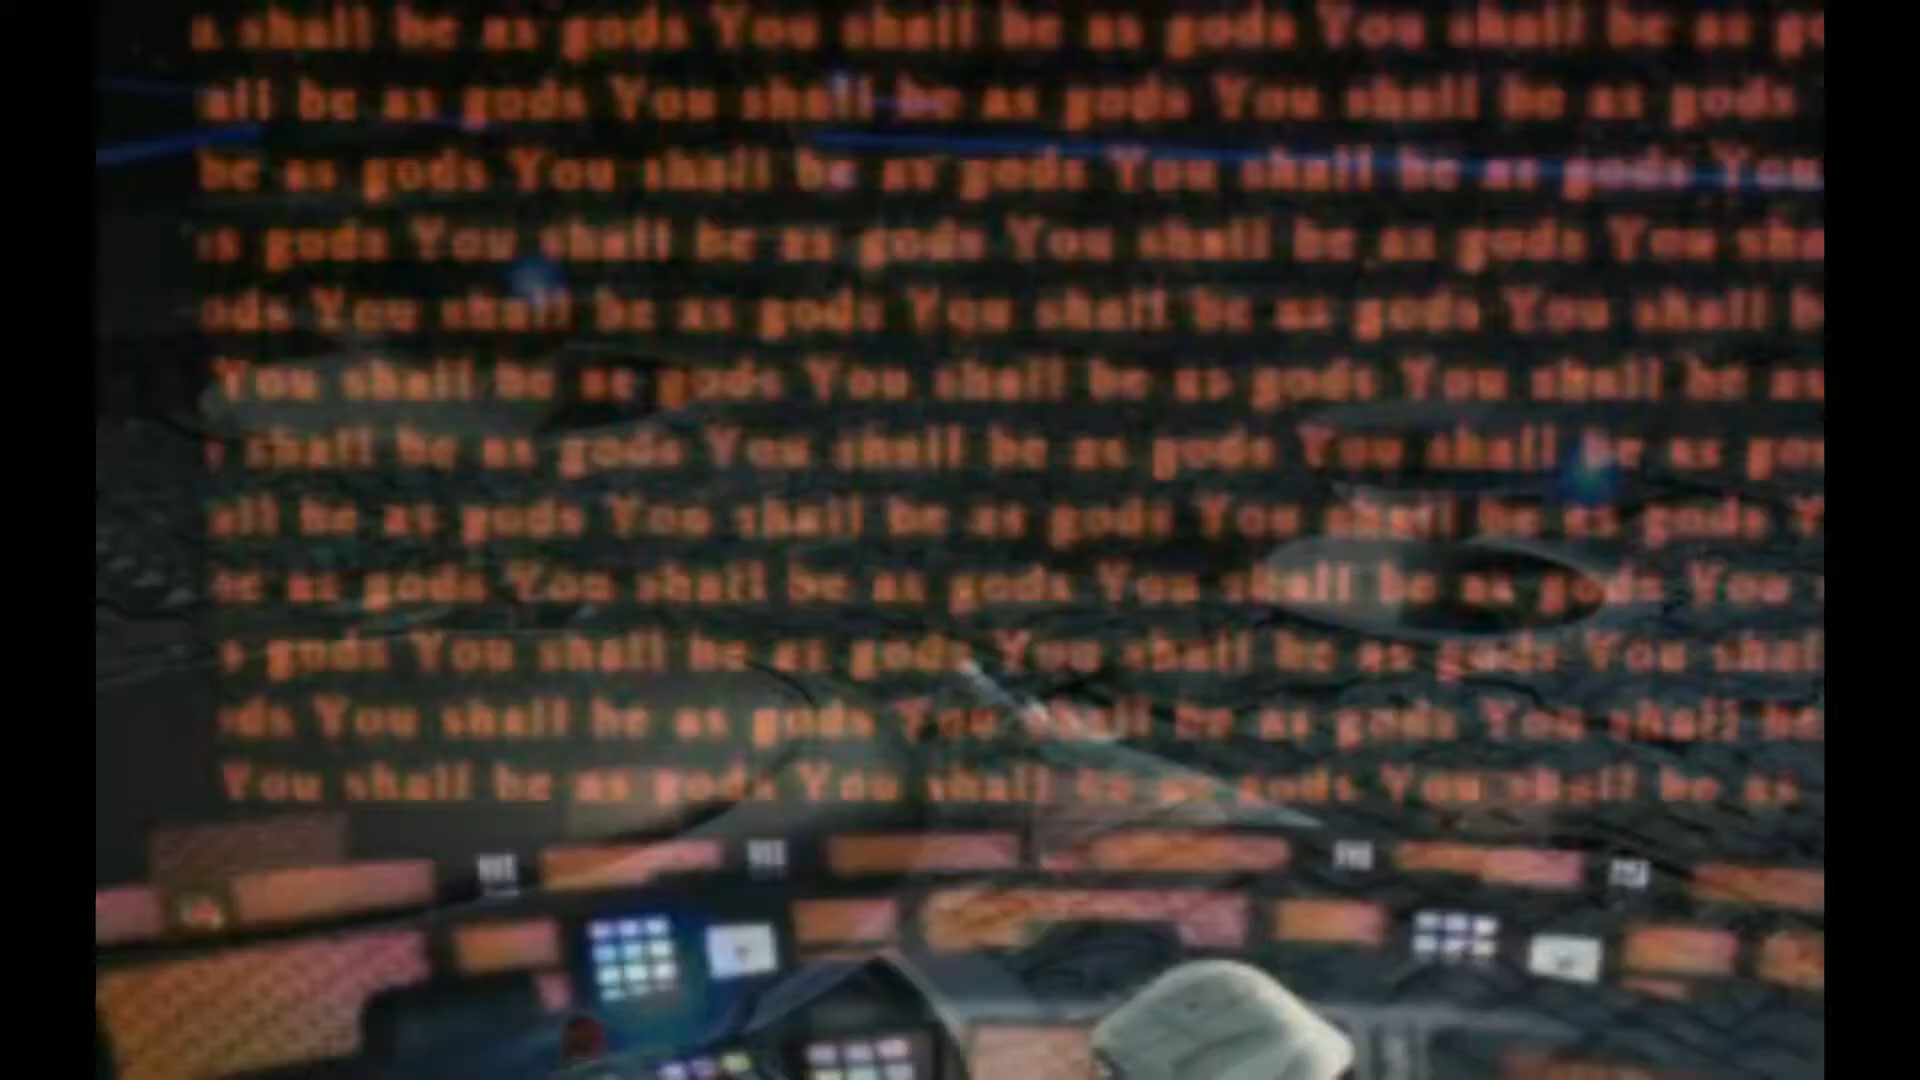 shall be as gods You shall be as gods You shall be as
all be as gods You shall be as gods You shall be as gods
be as gods You shall be as gods You shall be as gods You
s gods You shall be as gods You shall be as gods You sha
ods You shall be as gods You shall be as gods You shall b
You shall be as gods You shall be as gods You shall be as
shall be as gods You shall be as gods You shall be as go
all be as gods You shall be as gods You shall be as gods Y
be as gods You shall be as gods You shall be as gods You
s gods You shall be as gods You shall be as gods You shal
ods You shall be as gods You shall be as gods You shall be
You shall be as gods You shall be as gods You shall be as